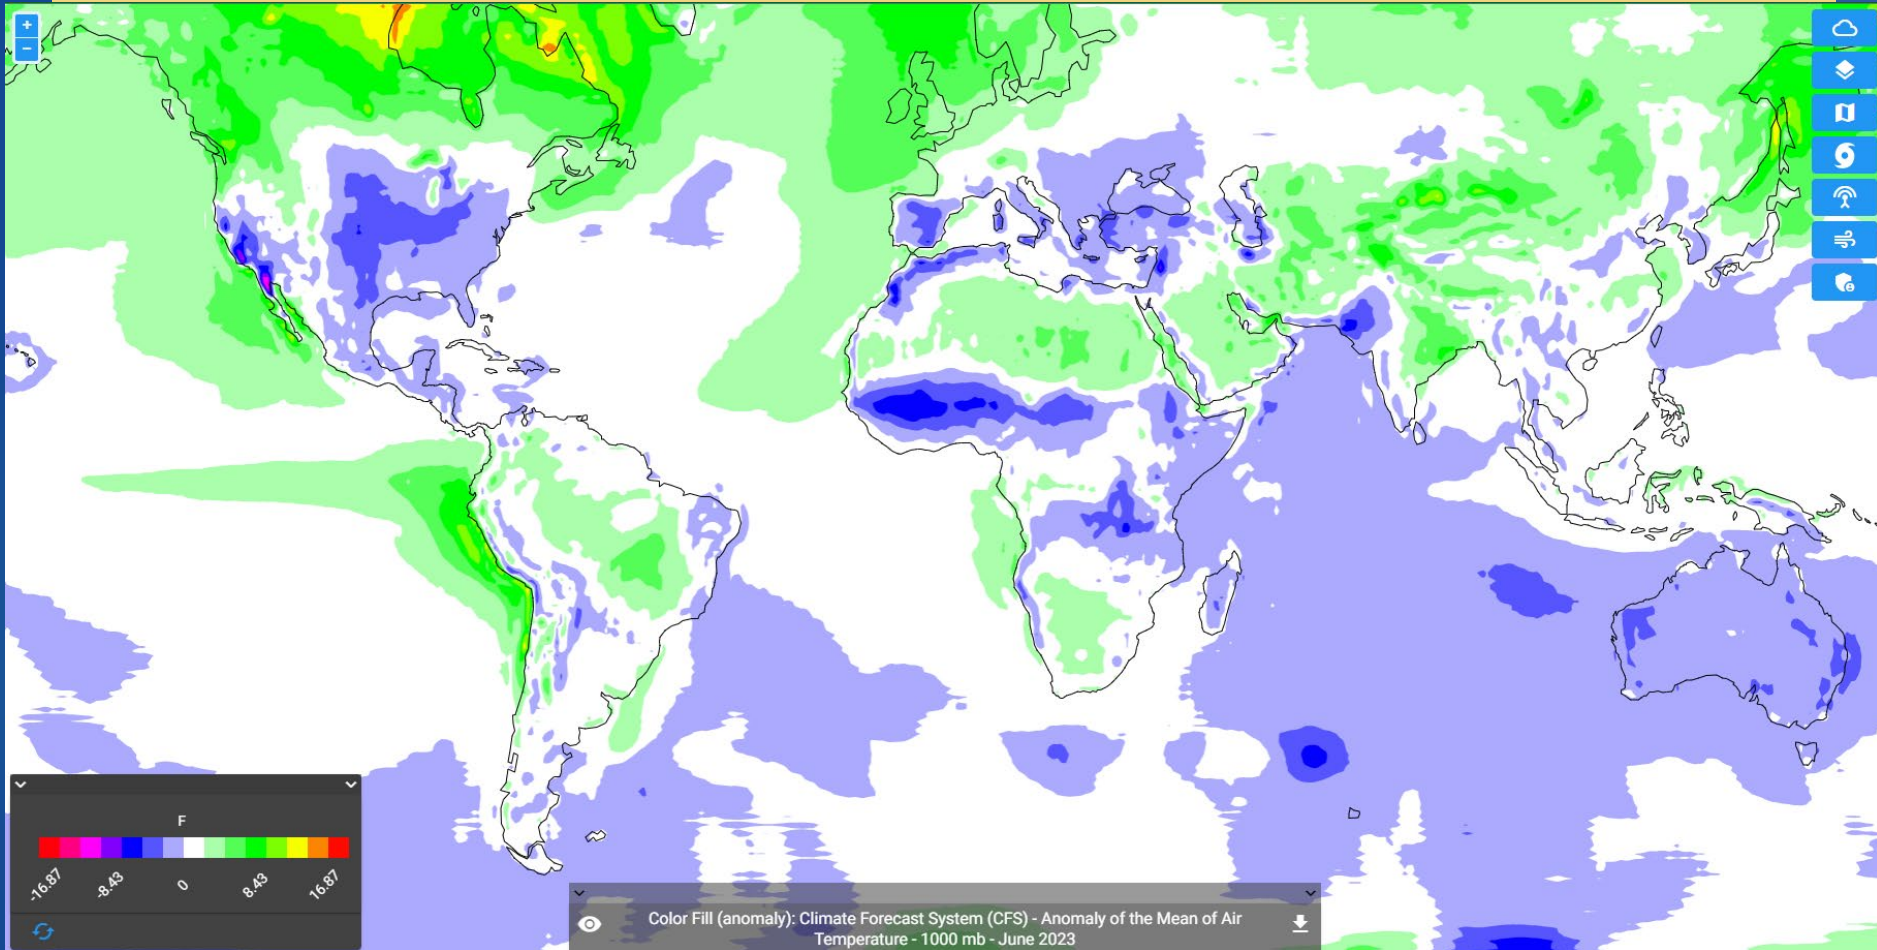 +
−
F
-16.87
-8.43
0
8.43
16.87
Color Fill (anomaly): Climate Forecast System (CFS) - Anomaly of the Mean of Air
Temperature - 1000 mb - June 2023